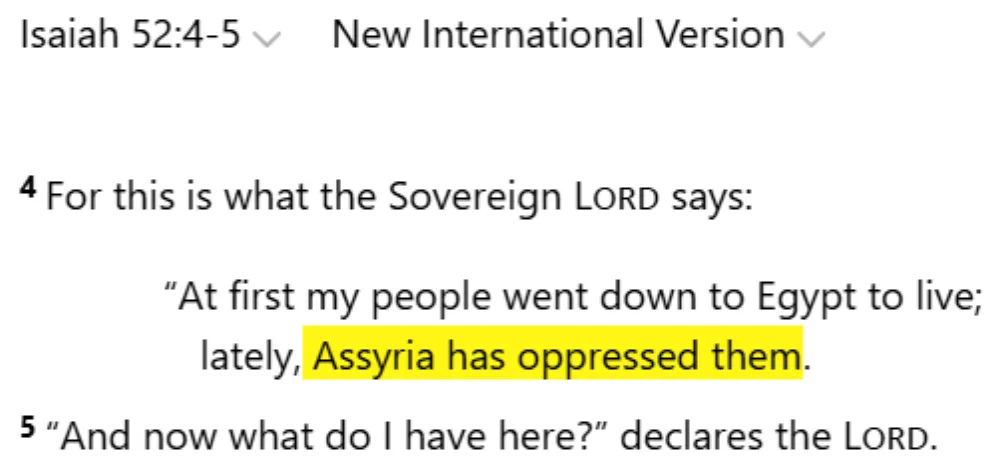 Isaiah 52:4-5 New International Version
4 For this is what the Sovereign LORD says:
“At first my people went down to Egypt to live;
lately, Assyria has oppressed them.
5 “And now what do I have here?” declares the LORD.